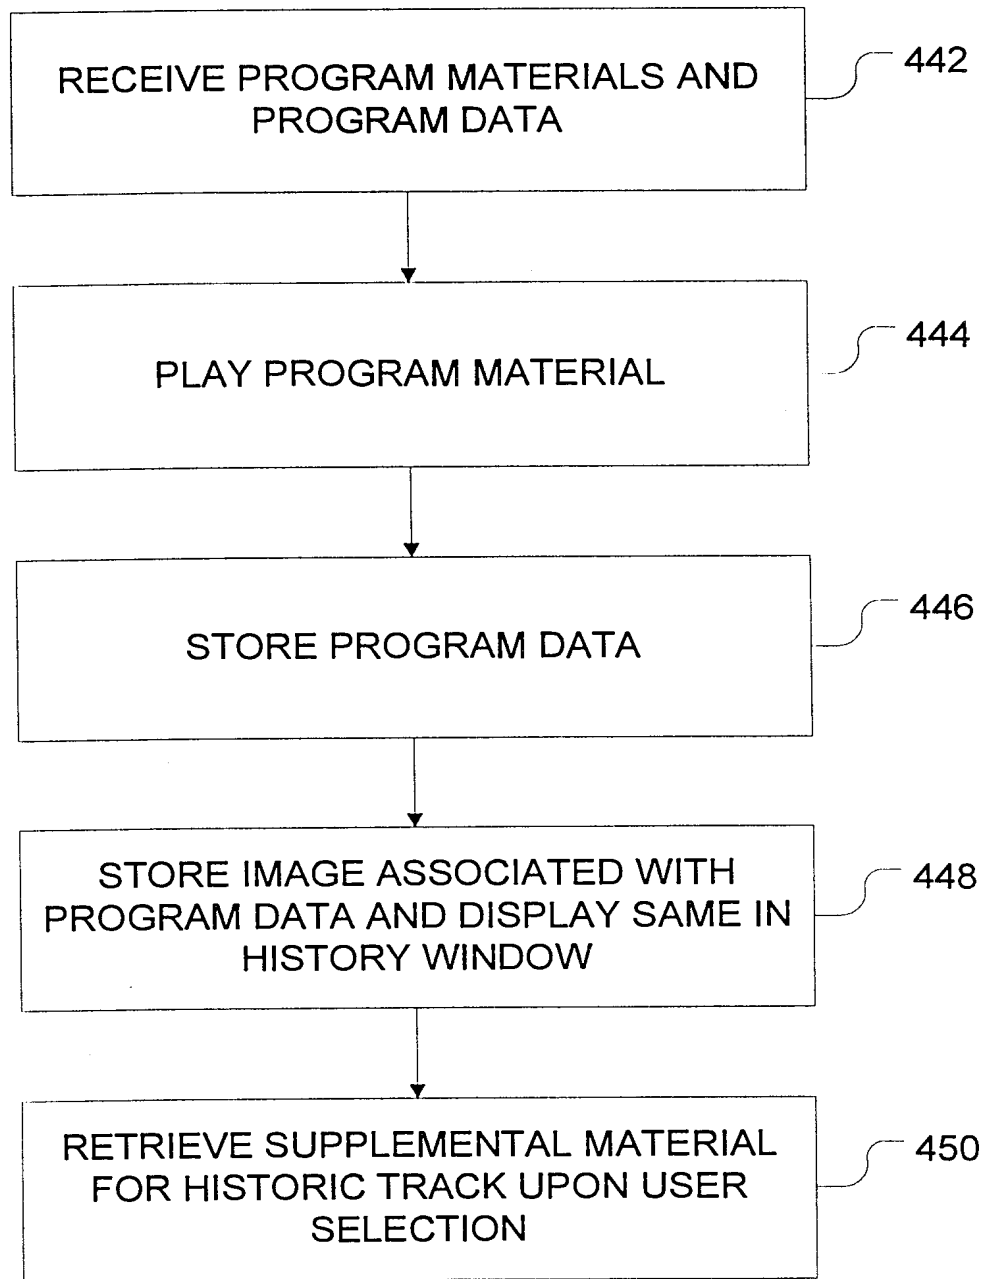 RECEIVE PROGRAM MATERIALS AND
PROGRAM DATA
442
PLAY PROGRAM MATERIAL
444
STORE PROGRAM DATA
446
STORE IMAGE ASSOCIATED WITH
PROGRAM DATA AND DISPLAY SAME IN
HISTORY WINDOW
448
RETRIEVE SUPPLEMENTAL MATERIAL
FOR HISTORIC TRACK UPON USER
SELECTION
450